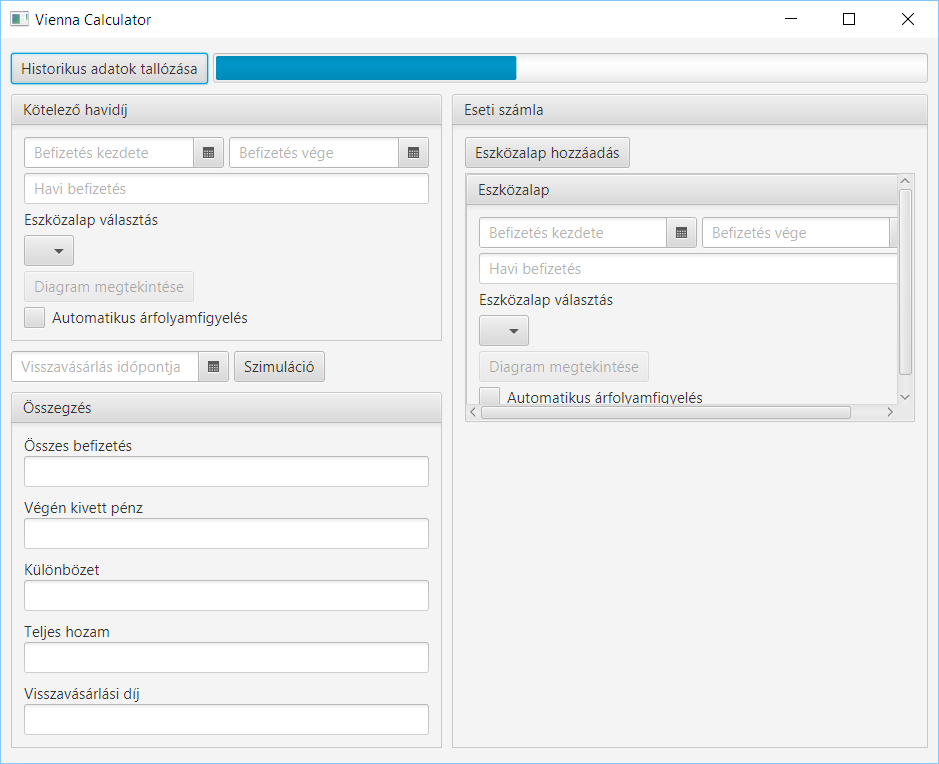 Vienna Calculator
Historikus adatok tallózása
Kötelező havidíj
Befizetés kezdete
Befizetés vége
Havi befizetés
Eszközalap választás
Diagram megtekintése
Automatikus árfolyamfigyelés
Visszavásárlás időpontja
Szimuláció
Összegzés
Összes befizetés
Végén kivett pénz
Különbözet
Teljes hozam
Visszavásárlási díj
Eseti számla
Eszközalap hozzáadás
Eszközalap
Befizetés kezdete
Befizetés vége
Havi befizetés
Eszközalap választás
Diagram megtekintése
Automatikus árfolyamfigyelés